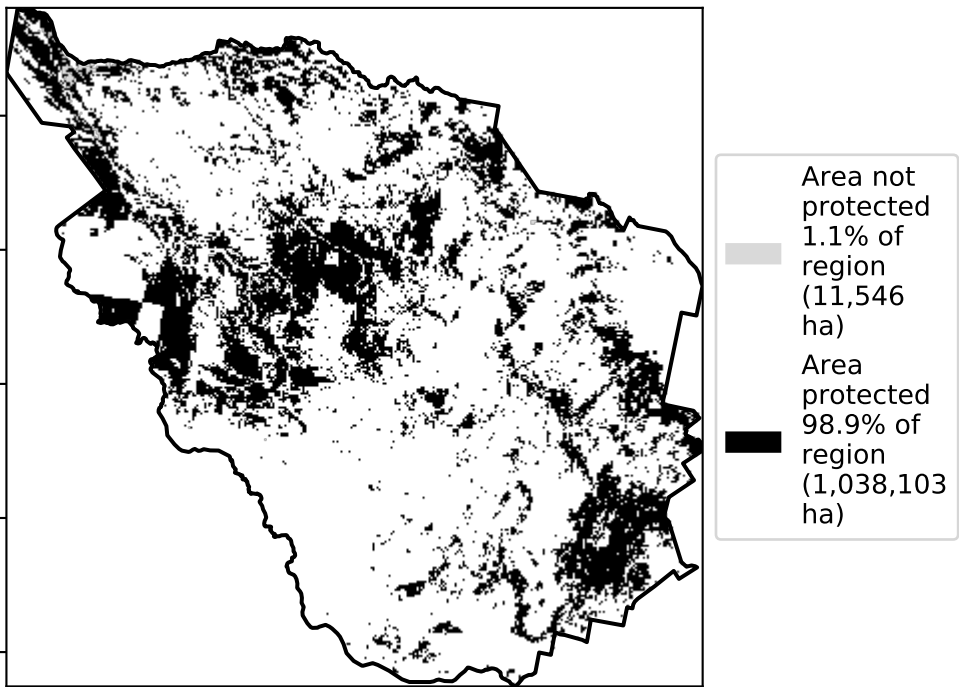 Area not
protected
1.1% of
region
(11,546
ha)
Area
protected
98.9% of
region
(1,038,103
ha)